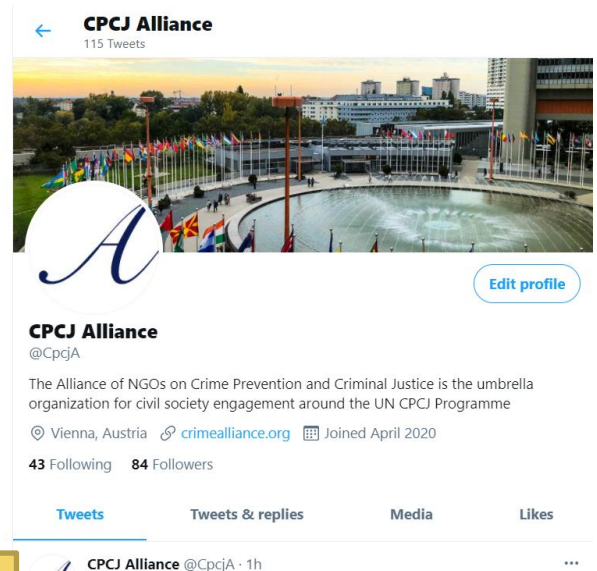 CPCJ Alliance
115 Tweets
A
Edit profile
CPCJ Alliance
@CpcjA
The Alliance of NGOs on Crime Prevention and Criminal Justice is the umbrella
organization for civil society engagement around the UN CPCJ Programme
Vienna, Austria crimealliance.org Joined April 2020
43 Following 84 Followers
Tweets Tweets & replies Media Likes
CPCJ Alliance @CpcjA · 1h